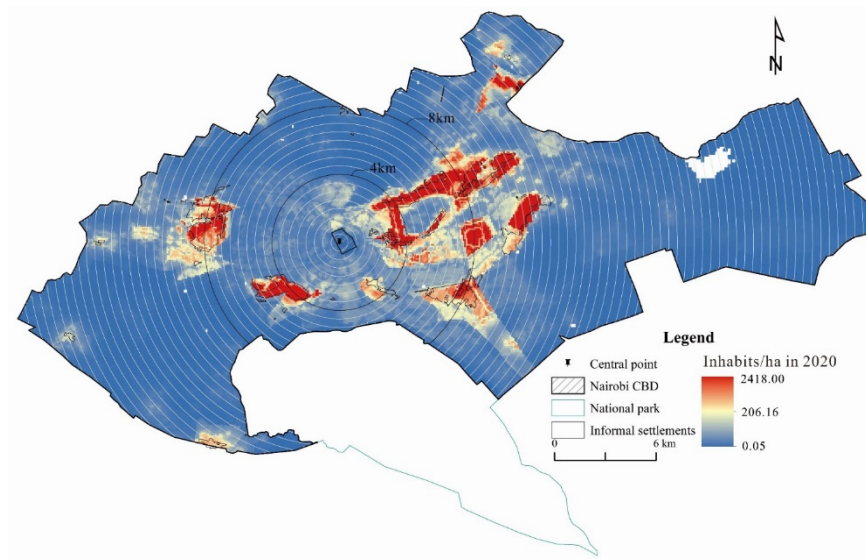 N
8km
4km
Legend
Central point
Nairobi CBD
National park
Informal settlements
0 6 km
Inhabits/ha in 2020
2418.00
206.16
0.05